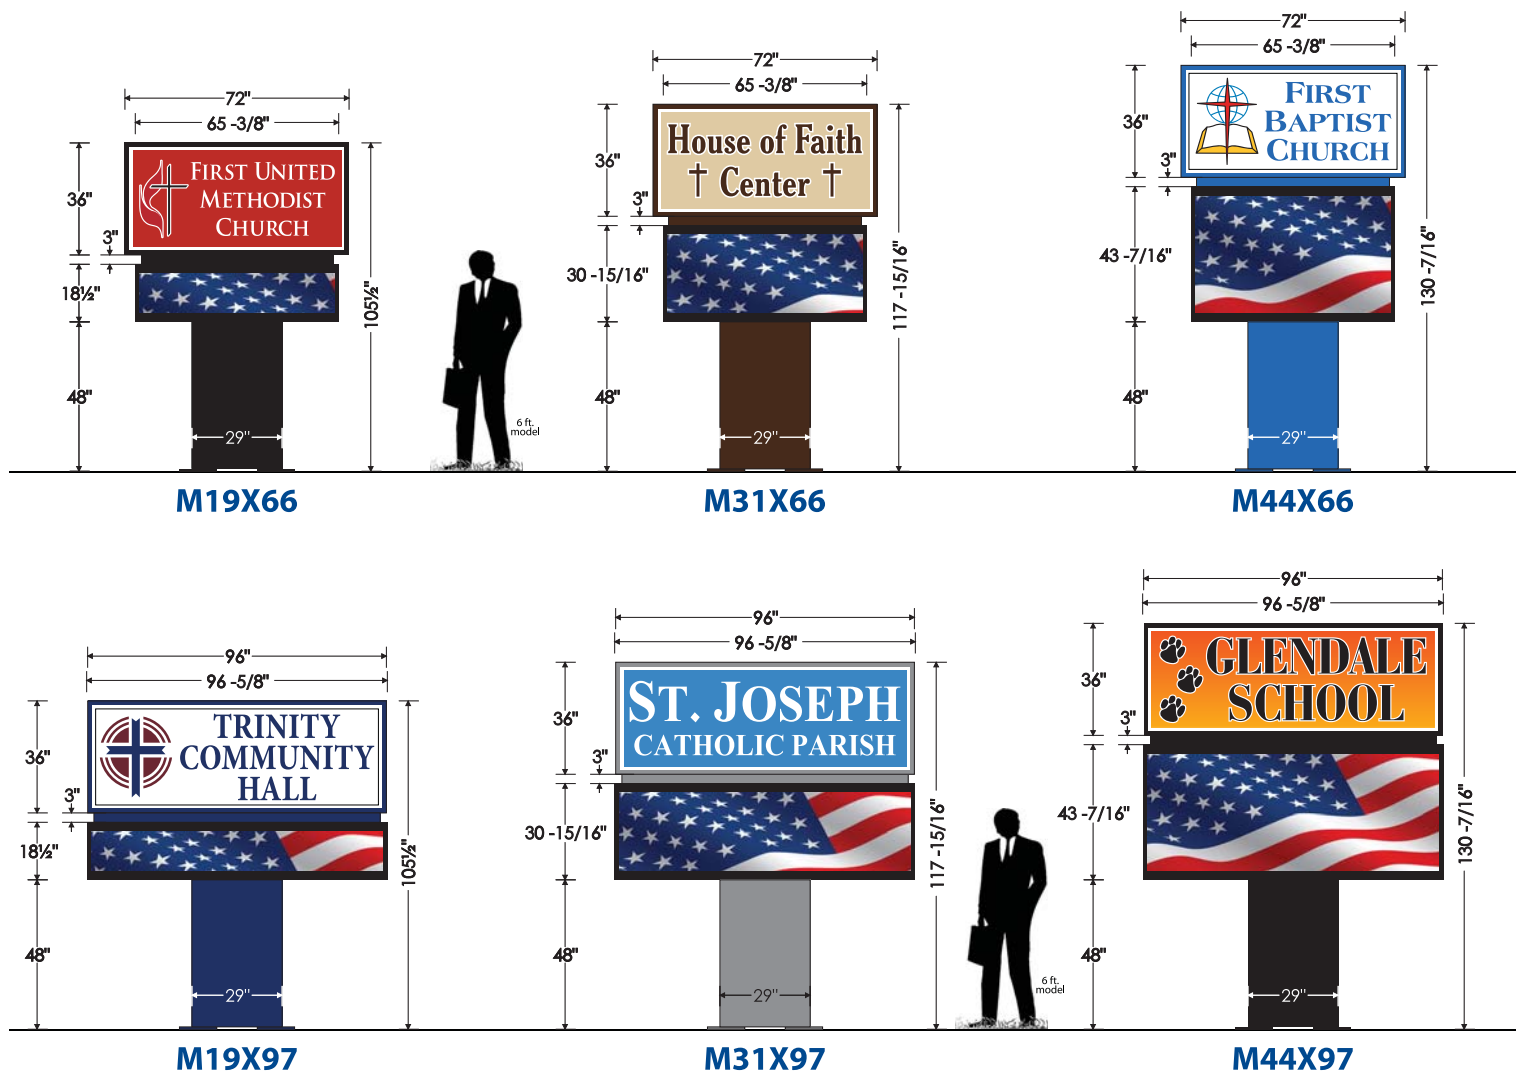 72"
65 -3/8"
36"
3"
18½"
48"
105½"
First United
Methodist
Church
29"
6 ft.
model
M19X66
72"
65 -3/8"
36"
3"
30 -15/16"
48"
117 -15/16"
House of Faith
Center
29"
M31X66
72"
65 -3/8"
36"
3"
43 -7/16"
48"
130 -7/16"
First
Baptist
Church
29"
M44X66
96"
96 -5/8"
36"
3"
18½"
48"
105½"
TRINITY
COMMUNITY
HALL
29"
M19X97
96"
96 -5/8"
36"
3"
30 -15/16"
48"
117 -15/16"
St. Joseph
CATHOLIC PARISH
29"
6 ft.
model
M31X97
96"
96 -5/8"
36"
3"
43 -7/16"
48"
130 -7/16"
GLENDALE
SCHOOL
29"
M44X97